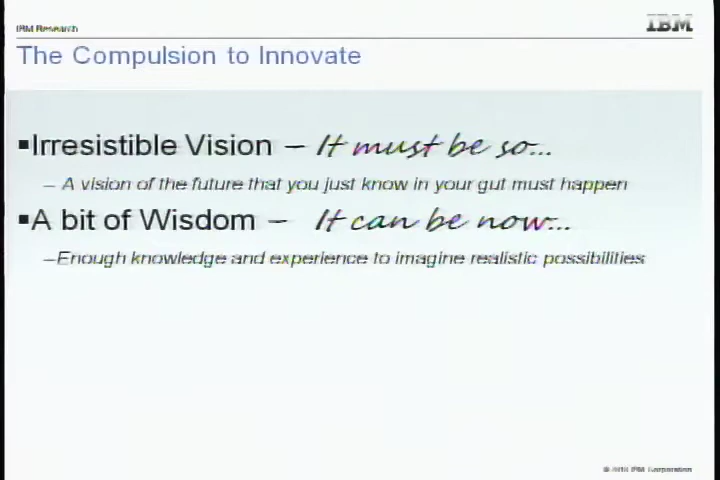 IBM Research
IBM
The Compulsion to Innovate
▪Irresistible Vision – It must be so...
– A vision of the future that you just know in your gut must happen
▪A bit of Wisdom – It can be now...
–Enough knowledge and experience to imagine realistic possibilities
IBM Corporation